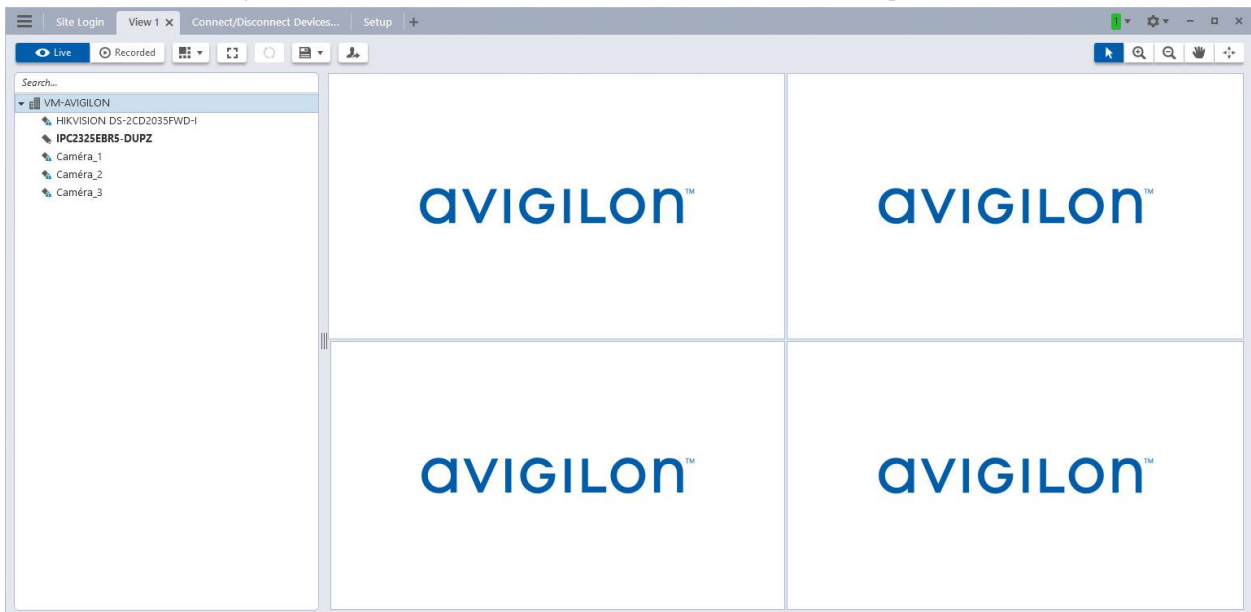 Site Login View 1 Connect/Disconnect Devices... Setup + 1
Live Recorded
Search...
VM-AVIGILON
HIKVISION DS-2CD2035FWD-I
IPC2325EBR5-DUPZ
Caméra_1
Caméra_2
Caméra_3
avigilon™ avigilon™
avigilon™ avigilon™